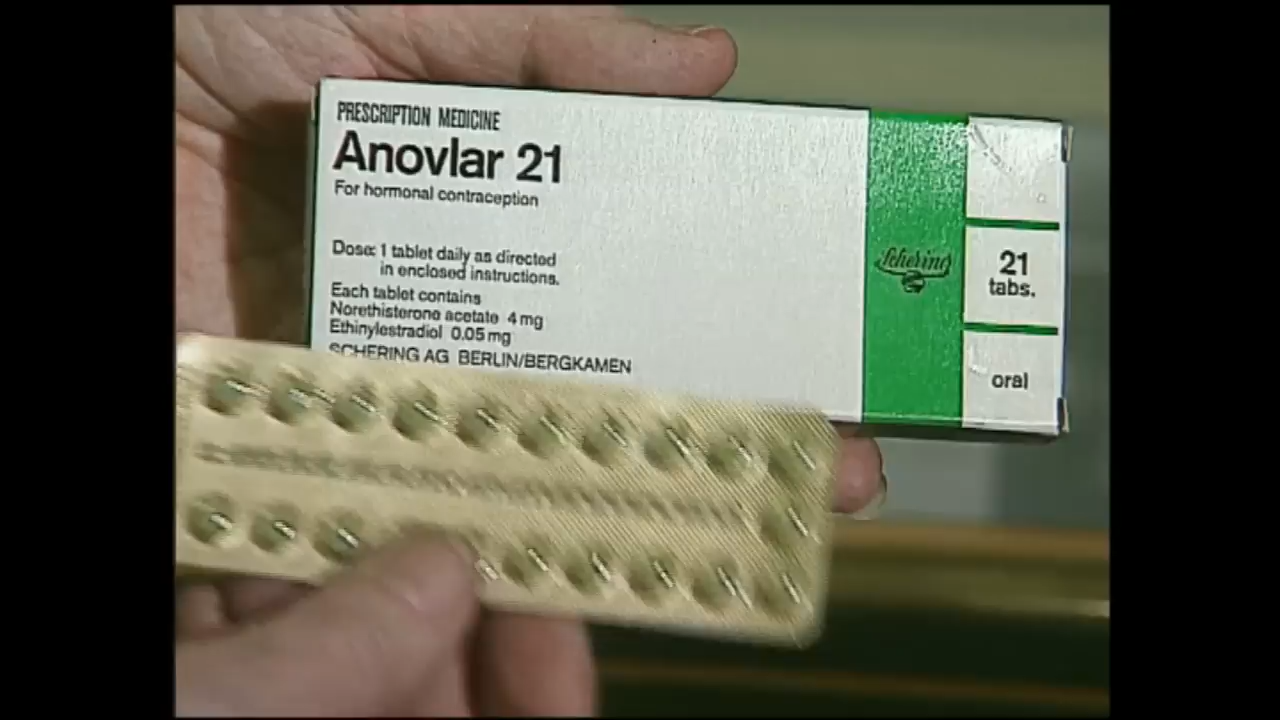 PRESCRIPTION MEDICINE
Anovlar 21
For hormonal contraception
Dose: 1 tablet daily as directed
in enclosed instructions.
Each tablet contains
Norethisterone acetate 4 mg
Ethinylestradiol 0.05 mg
SCHERING AG BERLIN/BERGKAMEN
Schering
21
tabs.
oral